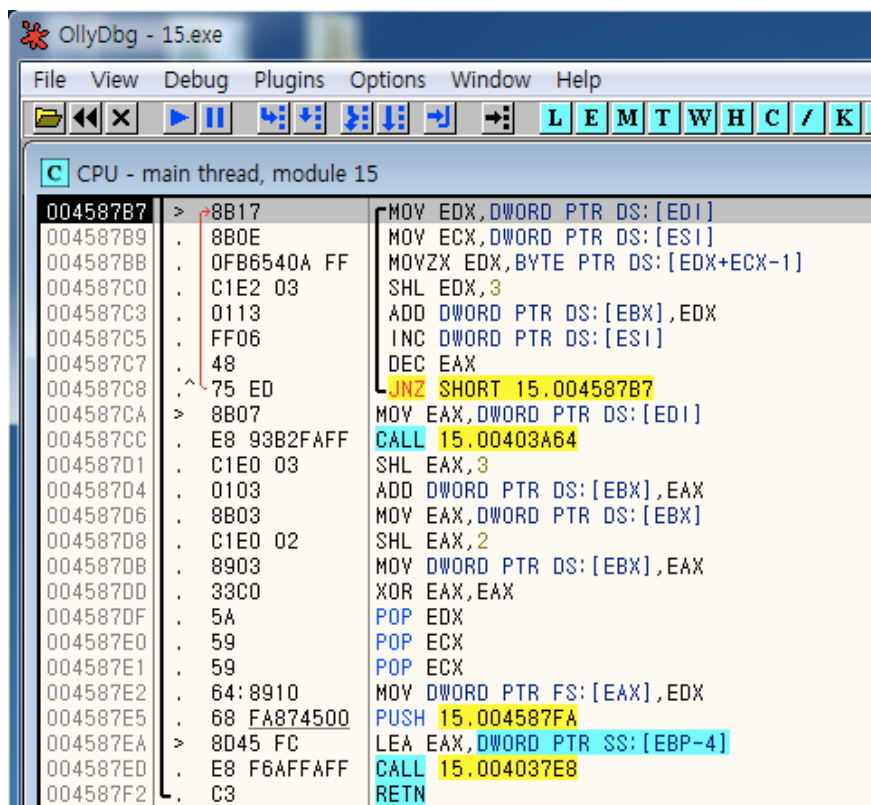 OllyDbg - 15.exe
File View Debug Plugins Options Window Help
L E M T W H C / K
C CPU - main thread, module 15
004587B7 > 8B17 MOV EDX,DWORD PTR DS:[EDI]
004587B9 . 8B0E MOV ECX,DWORD PTR DS:[ESI]
004587BB . 0FB6540A FF MOVZX EDX,BYTE PTR DS:[EDX+ECX-1]
004587C0 . C1E2 03 SHL EDX,3
004587C3 . 0113 ADD DWORD PTR DS:[EBX],EDX
004587C5 . FF06 INC DWORD PTR DS:[ESI]
004587C7 . 48 DEC EAX
004587C8 .^ 75 ED JNZ SHORT 15.004587B7
004587CA > 8B07 MOV EAX,DWORD PTR DS:[EDI]
004587CC . E8 93B2FAFF CALL 15.00403A64
004587D1 . C1E0 03 SHL EAX,3
004587D4 . 0103 ADD DWORD PTR DS:[EBX],EAX
004587D6 . 8B03 MOV EAX,DWORD PTR DS:[EBX]
004587D8 . C1E0 02 SHL EAX,2
004587DB . 8903 MOV DWORD PTR DS:[EBX],EAX
004587DD . 33C0 XOR EAX,EAX
004587DF . 5A POP EDX
004587E0 . 59 POP ECX
004587E1 . 59 POP ECX
004587E2 . 64:8910 MOV DWORD PTR FS:[EAX],EDX
004587E5 . 68 FA874500 PUSH 15.004587FA
004587EA > 8D45 FC LEA EAX,DWORD PTR SS:[EBP-4]
004587ED . E8 F6AFFAFF CALL 15.004037E8
004587F2 . C3 RETN